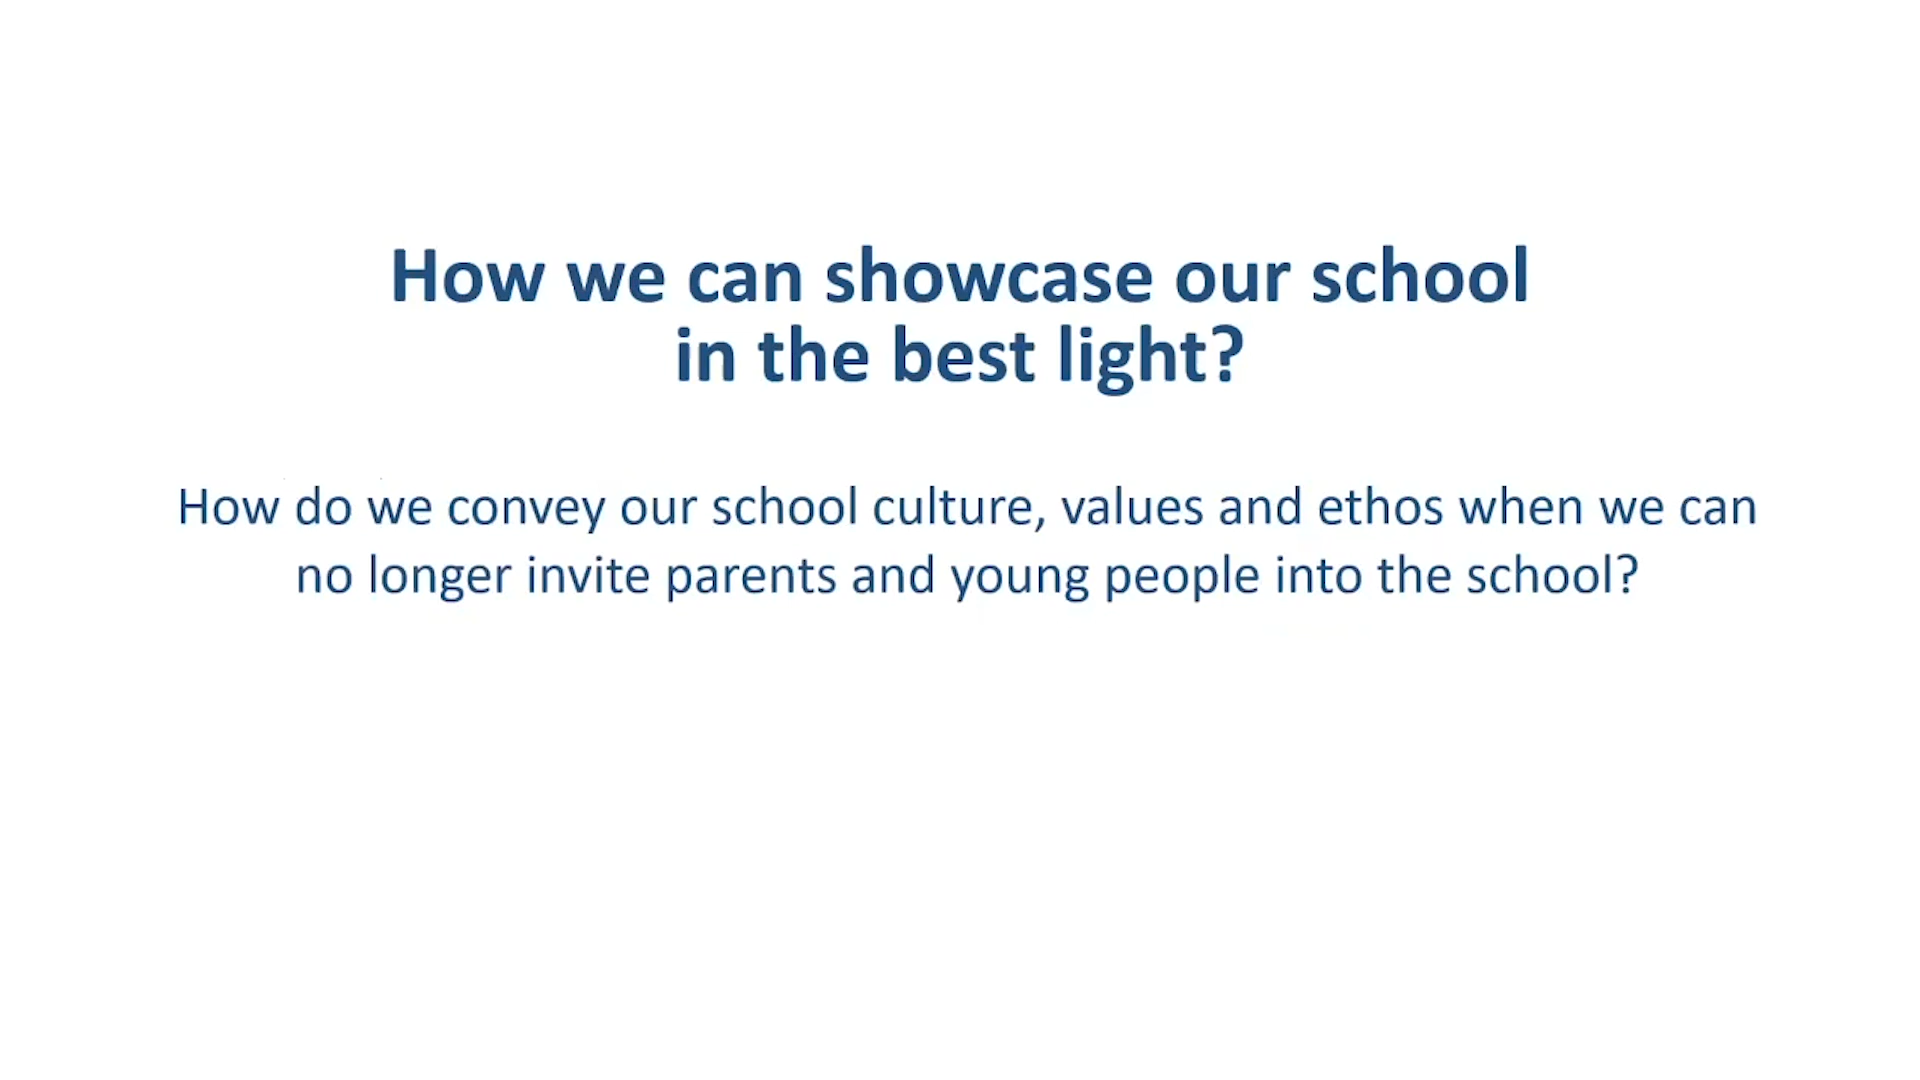 How we can showcase our school
in the best light?
How do we convey our school culture, values and ethos when we can
no longer invite parents and young people into the school?